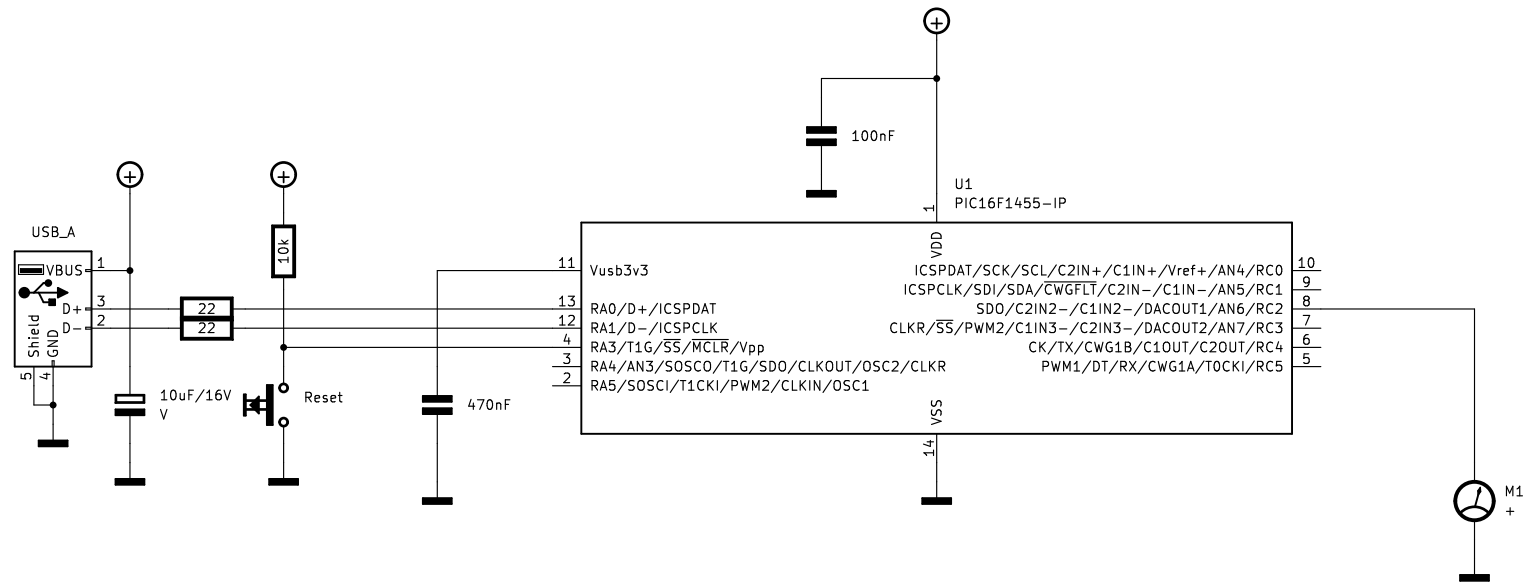 USB_A
VBUS 1
D+ 3
D- 2
Shield
GND
5
4
10uF/16V
V
22
22
10k
Reset
470nF
100nF
U1
PIC16F1455-IP
1
VDD
11 Vusb3v3
13 RA0/D+/ICSPDAT
12 RA1/D-/ICSPCLK
4 RA3/T1G/SS/MCLR/Vpp
3 RA4/AN3/SOSCO/T1G/SDO/CLKOUT/OSC2/CLKR
2 RA5/SOSCI/T1CKI/PWM2/CLKIN/OSC1
ICSPDAT/SCK/SCL/C2IN+/C1IN+/Vref+/AN4/RC0 10
ICSPCLK/SDI/SDA/CWGFLT/C2IN-/C1IN-/AN5/RC1 9
SDO/C2IN2-/C1IN2-/DACOUT1/AN6/RC2 8
CLKR/SS/PWM2/C1IN3-/C2IN3-/DACOUT2/AN7/RC3 7
CK/TX/CWG1B/C1OUT/C2OUT/RC4 6
PWM1/DT/RX/CWG1A/T0CKI/RC5 5
VSS
14
M1
+